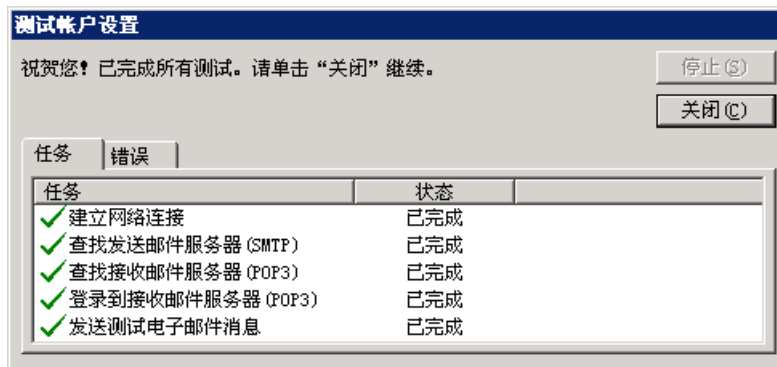 测试帐户设置
祝贺您! 已完成所有测试。请单击“关闭”继续。
停止(S)
关闭(C)
任务 错误
任务 状态
建立网络连接 已完成
查找发送邮件服务器(SMTP) 已完成
查找接收邮件服务器(POP3) 已完成
登录到接收邮件服务器(POP3) 已完成
发送测试电子邮件消息 已完成